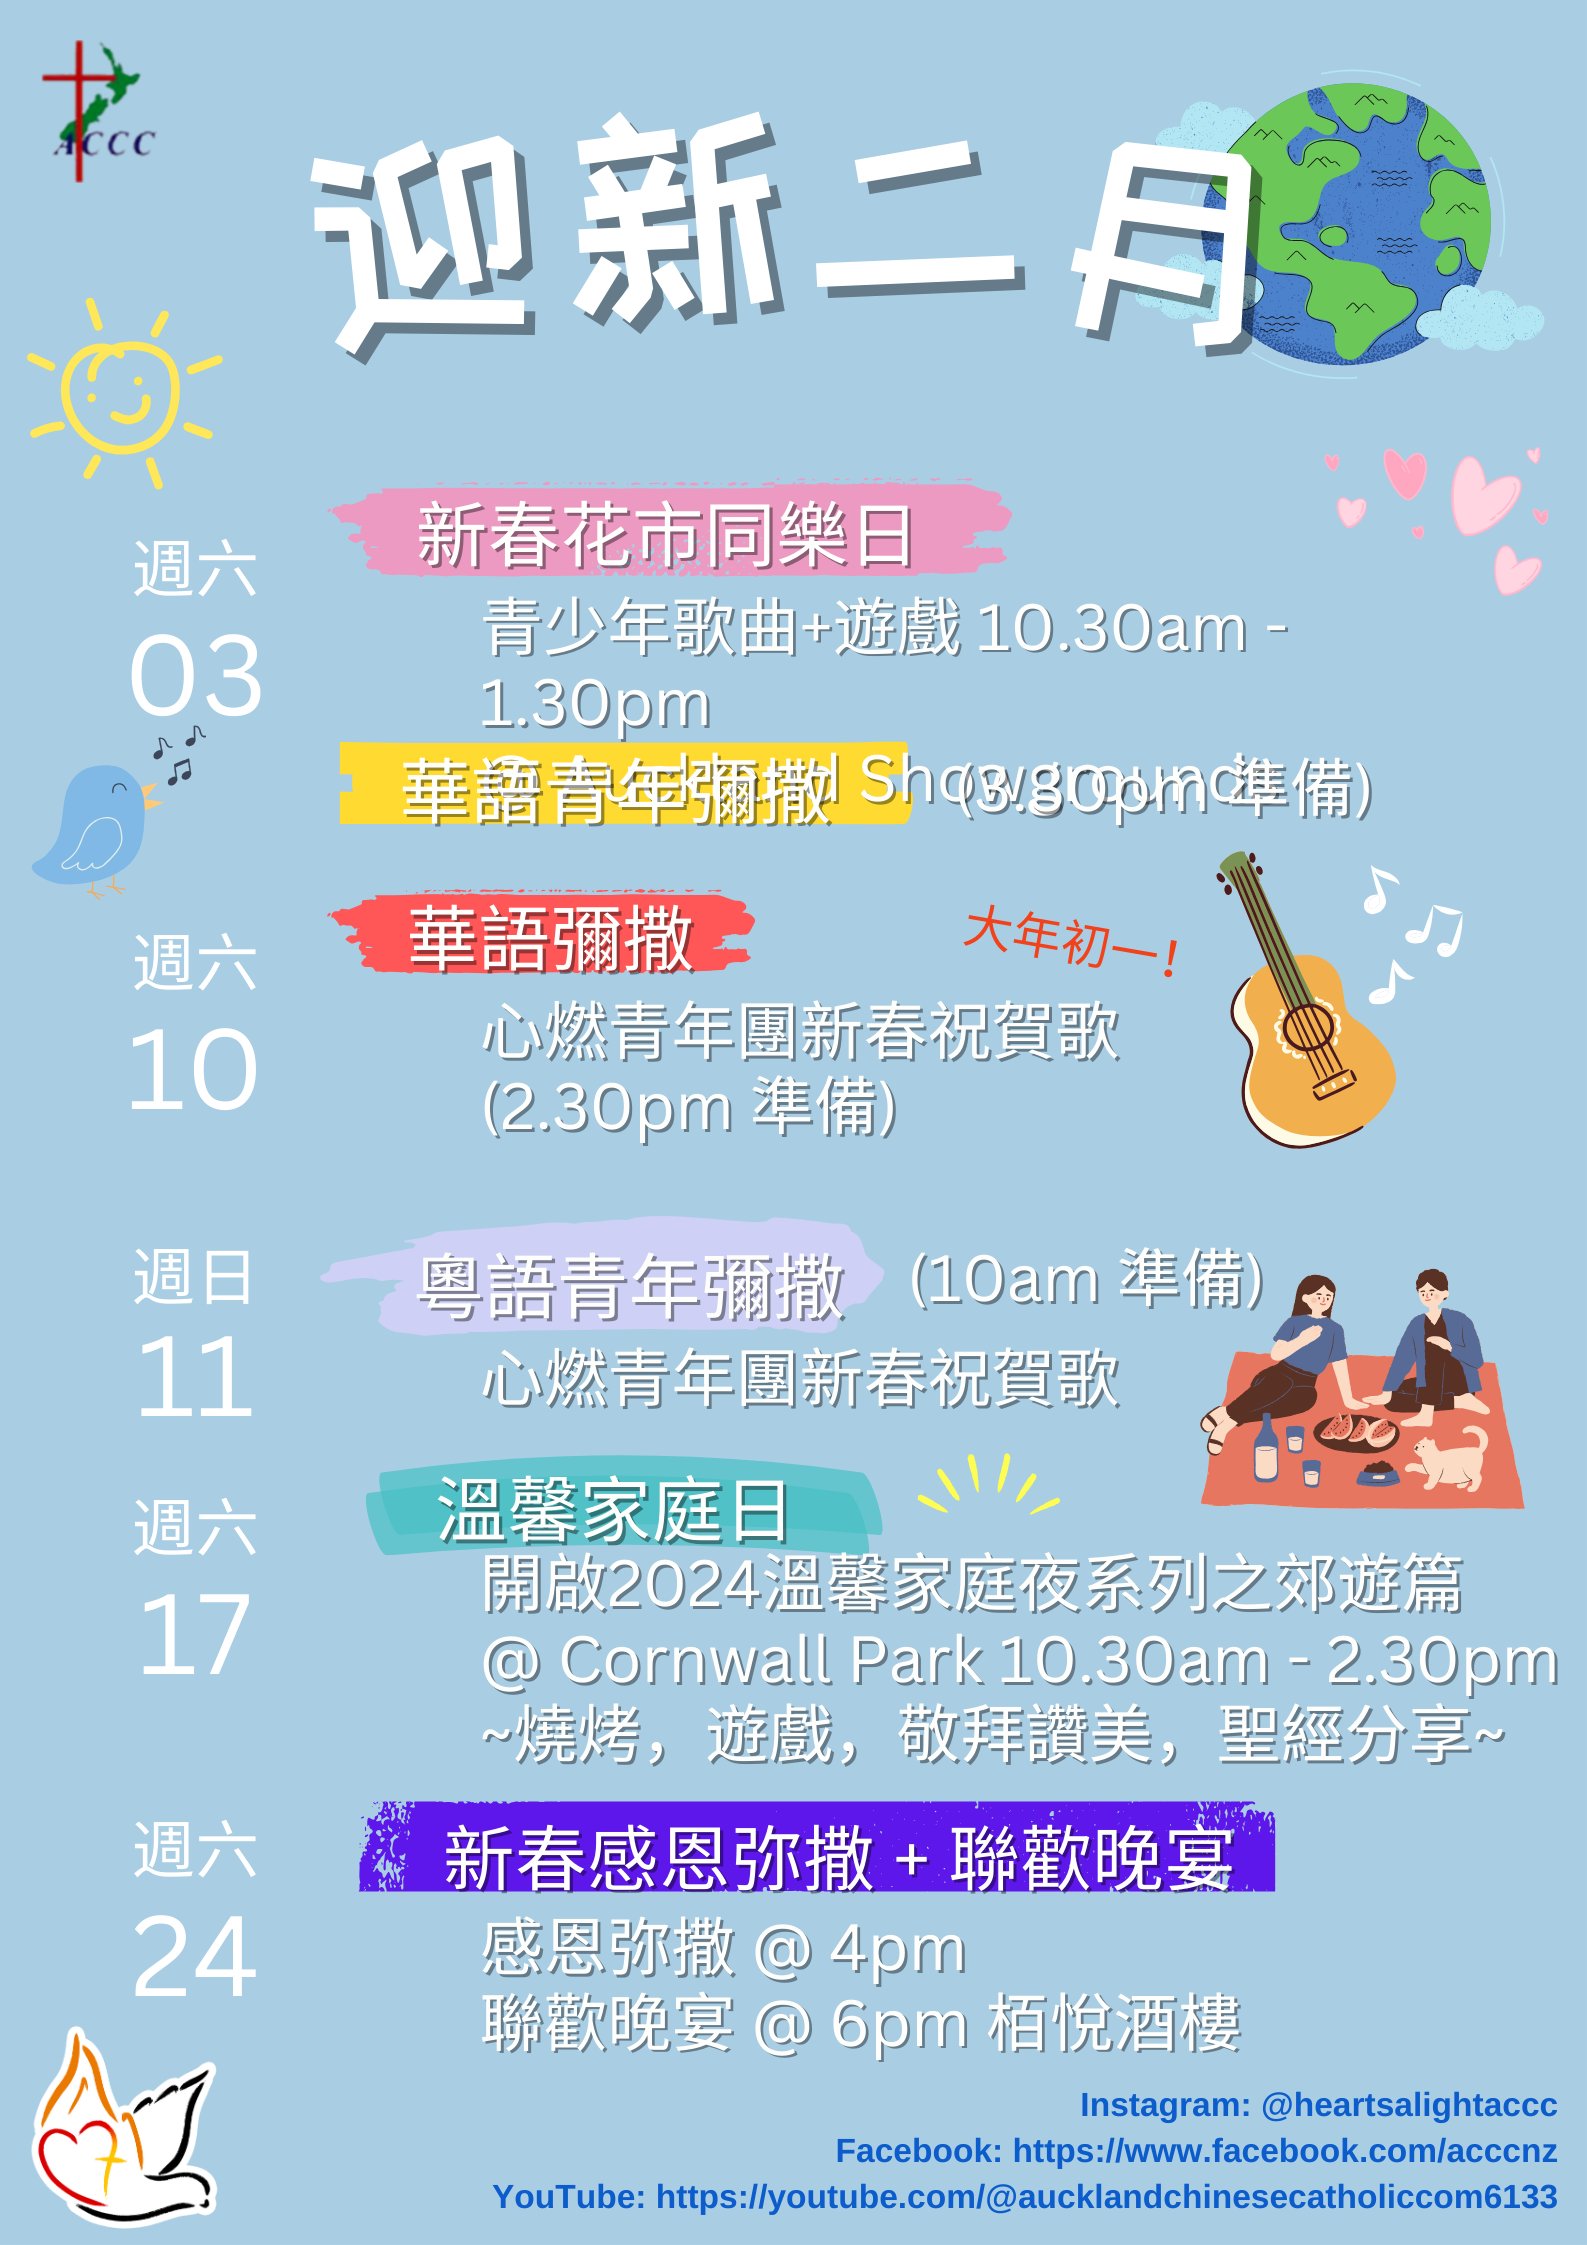 ACCC
迎新二月
週六
03
新春花市同樂日
青少年歌曲+遊戲 10.30am -
1.30pm
@ Auckland Showgrounds
華語青年彌撒 (3.30pm 準備)
週六
10
華語彌撒
大年初一!
心燃青年團新春祝賀歌
(2.30pm 準備)
週日
11
粵語青年彌撒 (10am 準備)
心燃青年團新春祝賀歌
週六
17
溫馨家庭日
開啟2024溫馨家庭夜系列之郊遊篇
@ Cornwall Park 10.30am - 2.30pm
~燒烤，遊戲，敬拜讚美，聖經分享~
週六
24
新春感恩弥撒 + 聯歡晚宴
感恩弥撒 @ 4pm
聯歡晚宴 @ 6pm 栢悅酒樓
Instagram: @heartsalightaccc
Facebook: https://www.facebook.com/acccnz
YouTube: https://youtube.com/@aucklandchinesecatholiccom6133